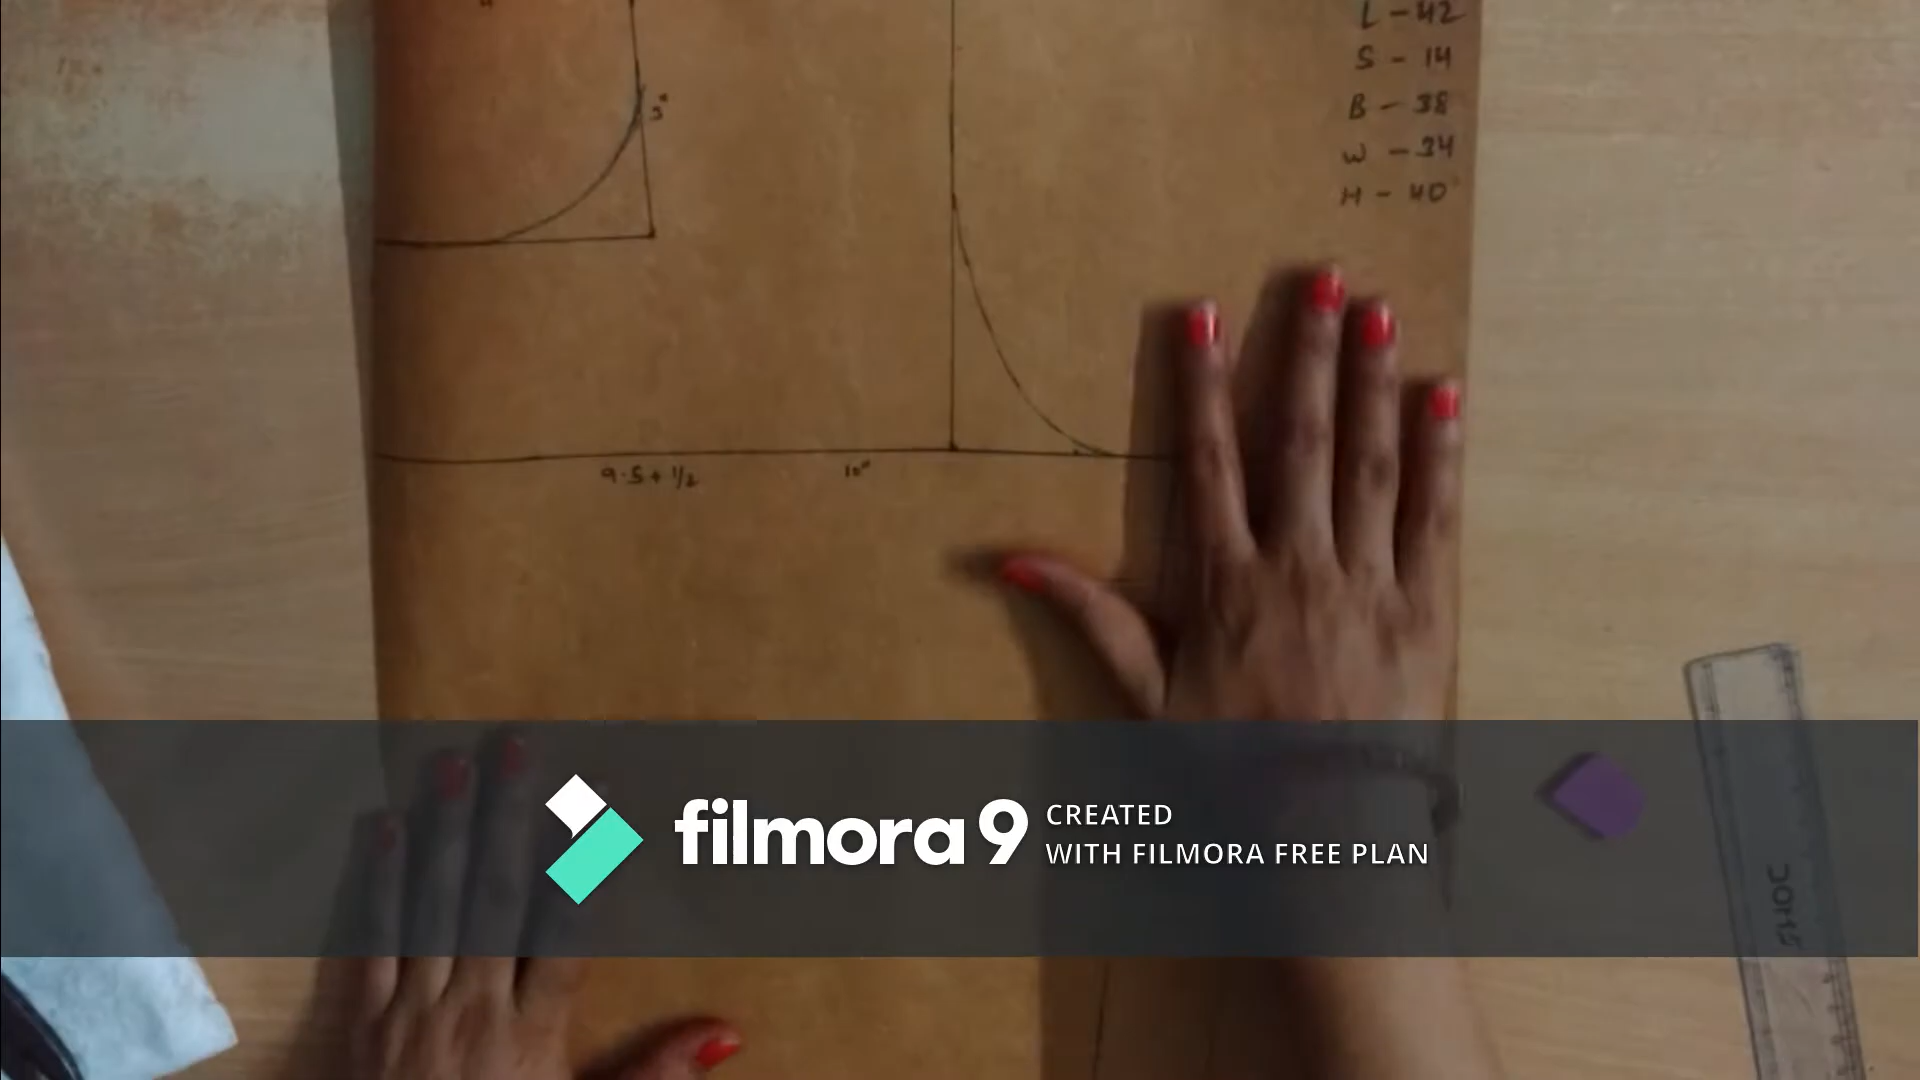 L - 42
S - 14
B - 38
W - 34
H - 40
3"
9.5 + 1/2 10"
filmora 9 CREATED
WITH FILMORA FREE PLAN
DOMS